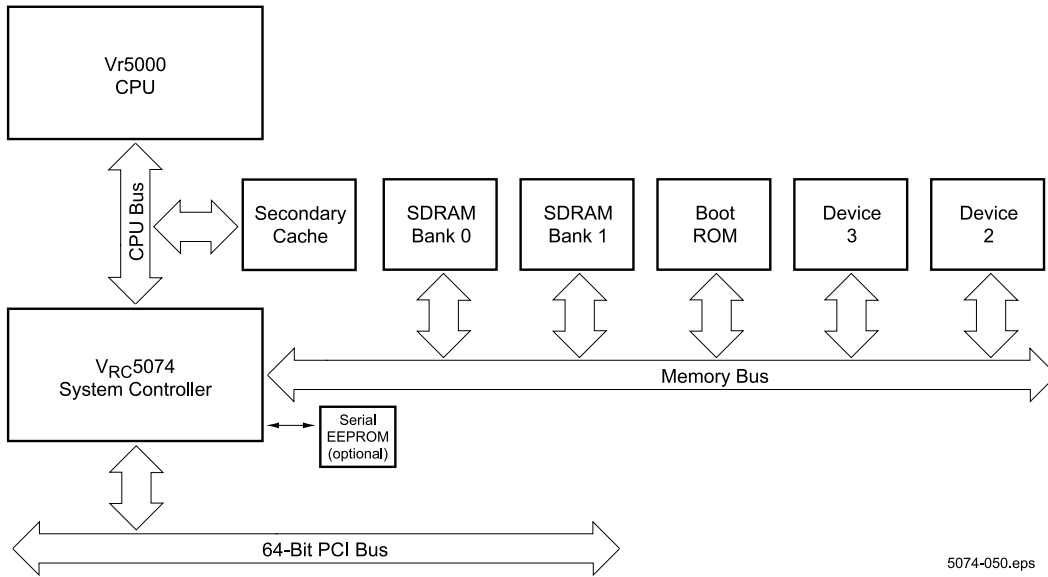 Vr5000
CPU
CPU Bus
Secondary
Cache
SDRAM
Bank 0
SDRAM
Bank 1
Boot
ROM
Device
3
Device
2
VRC5074
System Controller
Memory Bus
Serial
EEPROM
(optional)
64-Bit PCI Bus
5074-050.eps